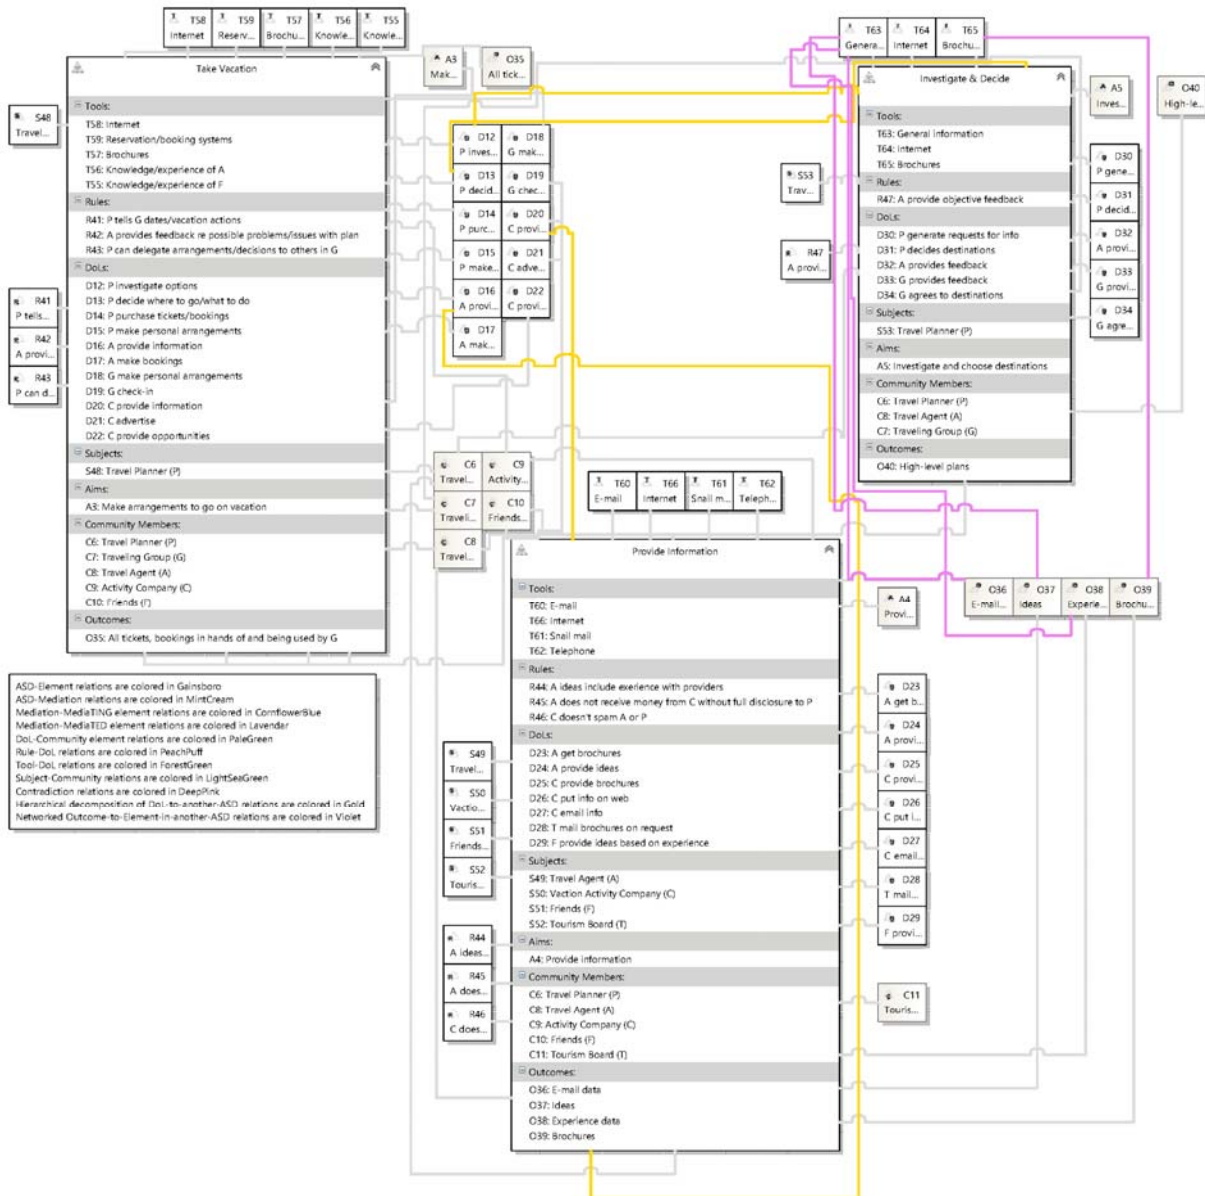 T58 T59 T57 T56 T55
Internet Reserv... Brochu... Knowle... Knowle...
A3
Mak...
O35
All tick...
T63 T64 T65
Genera... Internet Brochu...
Take Vacation
Tools:
T58: Internet
T59: Reservation/booking systems
T57: Brochures
T56: Knowledge/experience of A
T55: Knowledge/experience of F
Rules:
R41: P tells G dates/vacation actions
R42: A provides feedback re possible problems/issues with plan
R43: P can delegate arrangements/decisions to others in G
DoLs:
D12: P investigate options
D13: P decide where to go/what to do
D14: P purchase tickets/bookings
D15: P make personal arrangements
D16: A provide information
D17: A make bookings
D18: G make personal arrangements
D19: G check-in
D20: C provide information
D21: C advertise
D22: C provide opportunities
Subjects:
S48: Travel Planner (P)
Aims:
A3: Make arrangements to go on vacation
Community Members:
C6: Travel Planner (P)
C7: Traveling Group (G)
C8: Travel Agent (A)
C9: Activity Company (C)
C10: Friends (F)
Outcomes:
O35: All tickets, bookings in hands of and being used by G
S48
Travel...
R41
P tells...
R42
A provi...
R43
P can d...
D12 D18
P inves... G mak...
D13 D19
P decid... G chec...
D14 D20
P purc... C provi...
D15 D21
P make... C adve...
D16 D22
A provi... C provi...
D17
A mak...
C6 C9
Travel... Activity...
C7 C10
Traveli... Friends...
C8
Travel...
Investigate & Decide
Tools:
T63: General information
T64: Internet
T65: Brochures
Rules:
R47: A provide objective feedback
DoLs:
D30: P generate requests for info
D31: P decides destinations
D32: A provides feedback
D33: G provides feedback
D34: G agrees to destinations
Subjects:
S53: Travel Planner (P)
Aims:
A5: Investigate and choose destinations
Community Members:
C6: Travel Planner (P)
C8: Travel Agent (A)
C7: Traveling Group (G)
Outcomes:
O40: High-level plans
S53
Trav...
R47
A provi...
A5
Inves...
O40
High-le...
D30
P gene...
D31
P decid...
D32
A provi...
D33
G provi...
D34
G agre...
T60 T66 T61 T62
E-mail Internet Snail m... Teleph...
Provide Information
Tools:
T60: E-mail
T66: Internet
T61: Snail mail
T62: Telephone
Rules:
R44: A ideas include exerience with providers
R45: A does not receive money from C without full disclosure to P
R46: C doesn't spam A or P
DoLs:
D23: A get brochures
D24: A provide ideas
D25: C provide brochures
D26: C put info on web
D27: C email info
D28: T mail brochures on request
D29: F provide ideas based on experience
Subjects:
S49: Travel Agent (A)
S50: Vaction Activity Company (C)
S51: Friends (F)
S52: Tourism Board (T)
Aims:
A4: Provide information
Community Members:
C6: Travel Planner (P)
C8: Travel Agent (A)
C9: Activity Company (C)
C10: Friends (F)
C11: Tourism Board (T)
Outcomes:
O36: E-mail data
O37: Ideas
O38: Experience data
O39: Brochures
S49
Travel...
S50
Vactio...
S51
Friends...
S52
Touris...
R44
A ideas...
R45
A does...
R46
C does...
A4
Provi...
O36 O37 O38 O39
E-mail... Ideas Experie... Brochu...
D23
A get b...
D24
A provi...
D25
C provi...
D26
C put i...
D27
C email...
D28
T mail...
D29
F provi...
C11
Touris...
ASD-Element relations are colored in Gainsboro
ASD-Mediation relations are colored in MintCream
Mediation-MediaTING element relations are colored in CornflowerBlue
Mediation-MediaTED element relations are colored in Lavendar
DoL-Community element relations are colored in PaleGreen
Rule-DoL relations are colored in PeachPuff
Tool-DoL relations are colored in ForestGreen
Subject-Community relations are colored in LightSeaGreen
Contradiction relations are colored in DeepPink
Hierarchical decomposition of DoL-to-another-ASD relations are colored in Gold
Networked Outcome-to-Element-in-another-ASD relations are colored in Violet